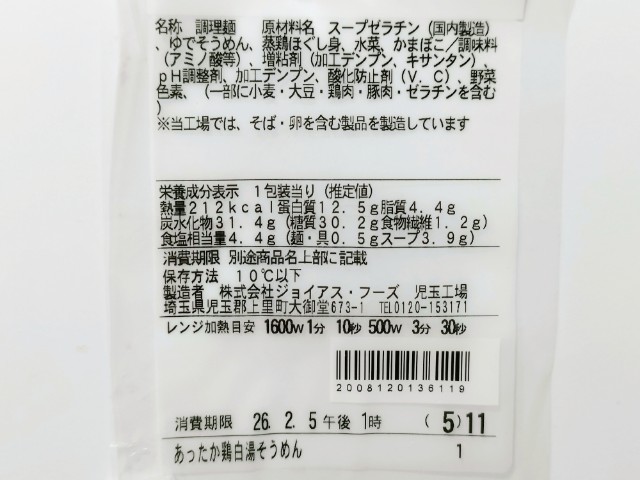 名称 調理麺 原材料名 スープゼラチン（国内製造）
、ゆでそうめん、蒸鶏ほぐし身、水菜、かまぼこ／調味料
（アミノ酸等）、増粘剤（加工デンプン、キサンタン）、
ｐＨ調整剤、加工デンプン、酸化防止剤（Ｖ．Ｃ）、野菜
色素、（一部に小麦・大豆・鶏肉・豚肉・ゼラチンを含む
）
※当工場では、そば・卵を含む製品を製造しています
栄養成分表示 １包装当り（推定値）
熱量２１２ｋｃａｌ蛋白質１２．５ｇ脂質４．４ｇ
炭水化物３１．４ｇ（糖質３０．２ｇ食物繊維１．２ｇ）
食塩相当量４．４ｇ（麺・具０．５ｇスープ３．９ｇ）
消費期限 別途商品名上部に記載
保存方法 １０℃以下
製造者 株式会社ジョイアス・フーズ 児玉工場
埼玉県児玉郡上里町大御堂673-1 TEL0120-153171
レンジ加熱目安 1600W 1分 10秒 500W 3分 30秒
2008120136119
消費期限 26. 2. 5 午後 1時 (5)11
あったか鶏白湯そうめん 1